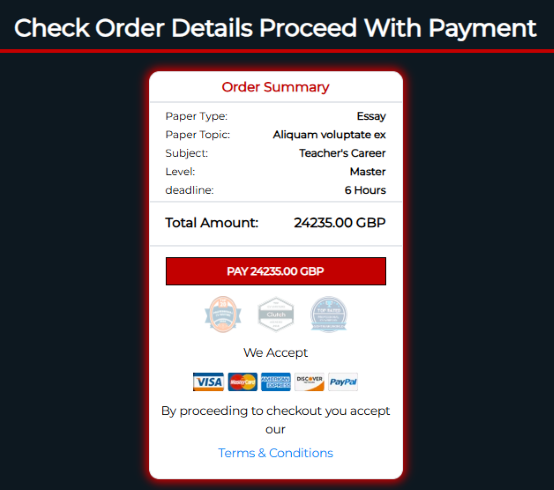 Check Order Details Proceed With Payment
Order Summary
Paper Type: Essay
Paper Topic: Aliquam voluptate ex
Subject: Teacher's Career
Level: Master
deadline: 6 Hours
Total Amount: 24235.00 GBP
PAY 24235.00 GBP
Clutch
TOP RATED
We Accept
VISA MasterCard AMERICAN EXPRESS DISCOVER PayPal
By proceeding to checkout you accept
our
Terms & Conditions